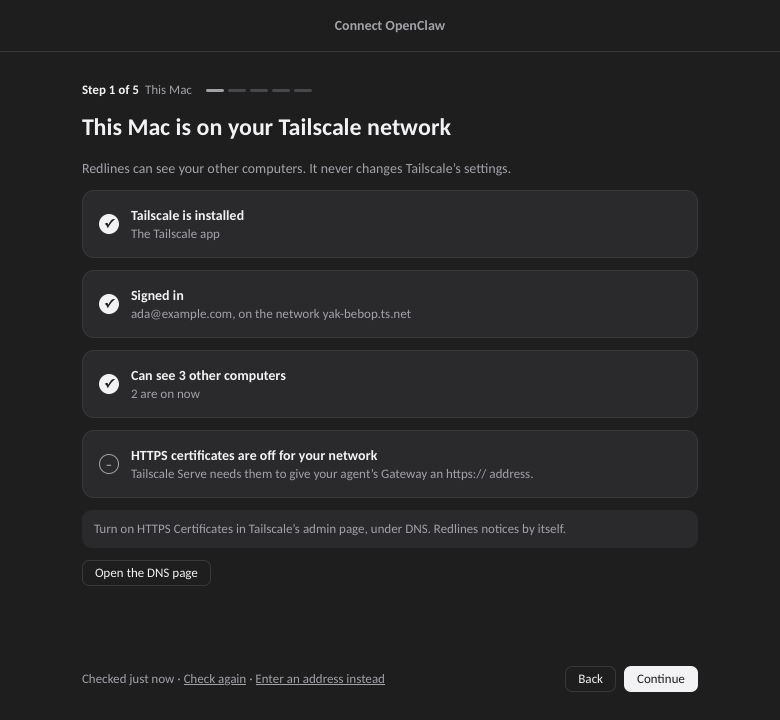 Connect OpenClaw
Step 1 of 5 This Mac
This Mac is on your Tailscale network
Redlines can see your other computers. It never changes Tailscale’s settings.
Tailscale is installed
The Tailscale app
Signed in
ada@example.com, on the network yak-bebop.ts.net
Can see 3 other computers
2 are on now
HTTPS certificates are off for your network
Tailscale Serve needs them to give your agent’s Gateway an https:// address.
Turn on HTTPS Certificates in Tailscale’s admin page, under DNS. Redlines notices by itself.
Open the DNS page
Checked just now · Check again · Enter an address instead
Back
Continue